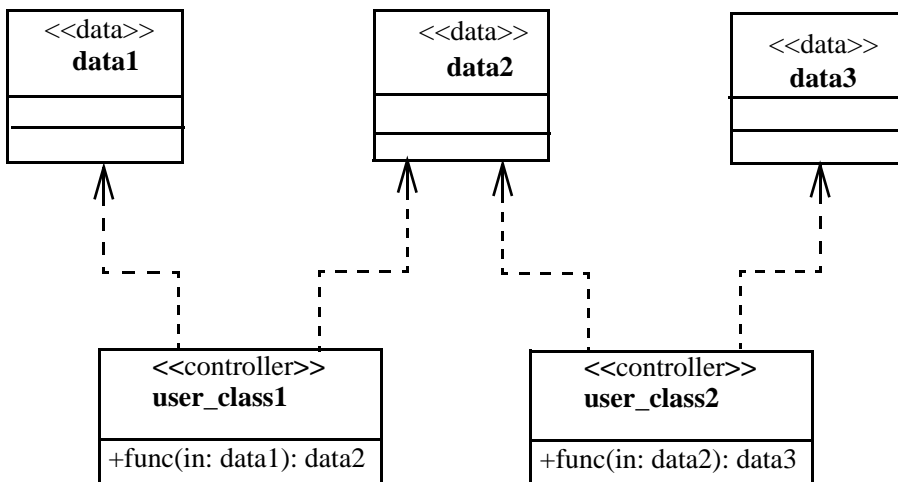 <<data>>
data1
<<data>>
data2
<<data>>
data3
<<controller>>
user_class1
+func(in: data1): data2
<<controller>>
user_class2
+func(in: data2): data3